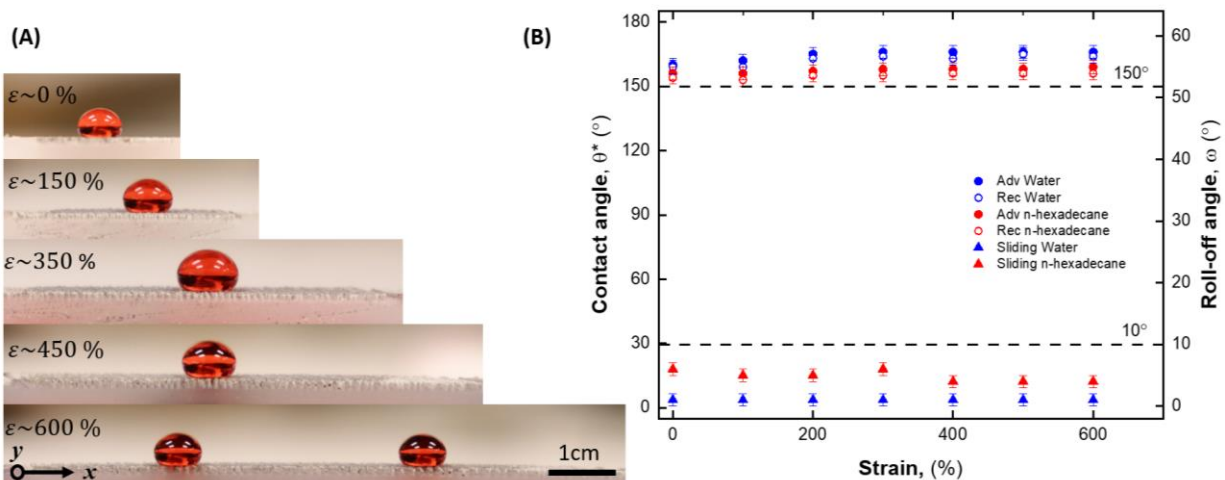 (A)
ε~0 %
ε~150 %
ε~350 %
ε~450 %
ε~600 %
y
x
1cm
(B)
180
150
120
90
60
30
0
Contact angle, θ* (°)
150°
10°
Adv Water
Rec Water
Adv n-hexadecane
Rec n-hexadecane
Sliding Water
Sliding n-hexadecane
60
50
40
30
20
10
0
Roll-off angle, ω (°)
0
200
400
600
Strain, (%)